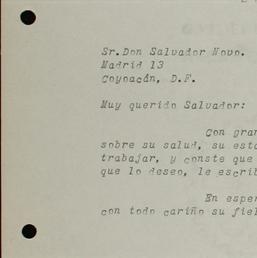 Sr. Don Salvador Novo.
Madrid 13
Coyoacán, D.F.
Muy querido Salvador:
Con gran
sobre su salud, su est
trabajar, y conste que
que lo deseo, le escrib
En esper
con todo cariño su fiel